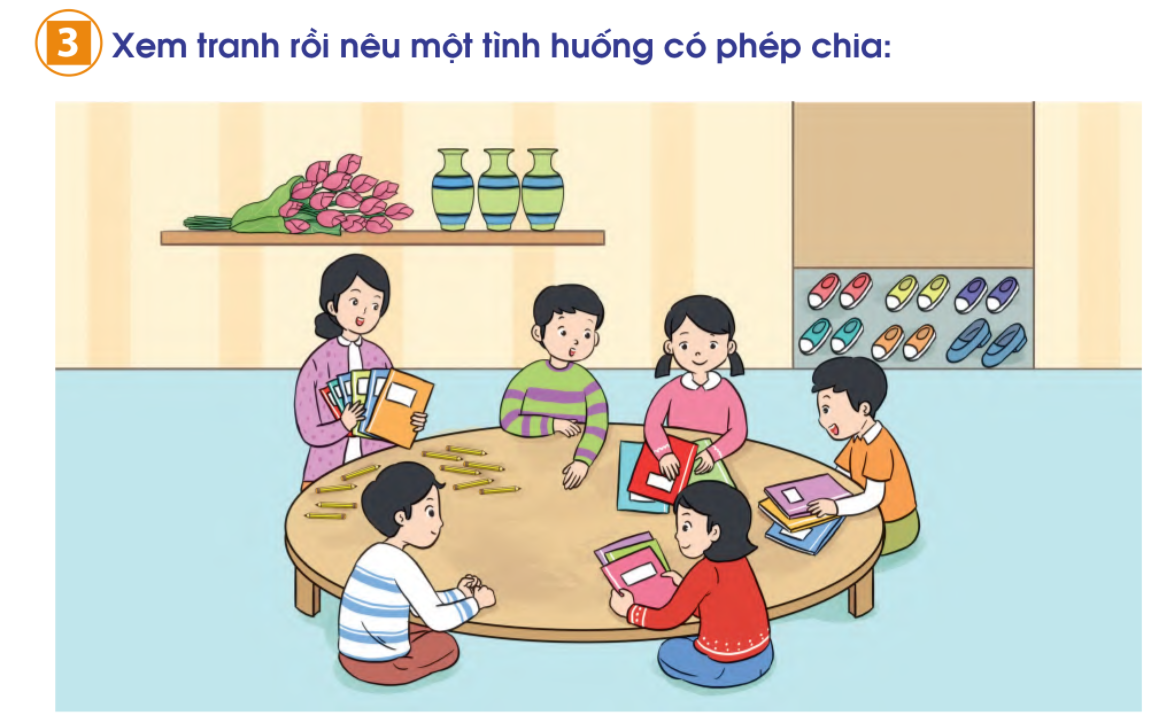 3 Xem tranh rồi nêu một tình huống có phép chia: